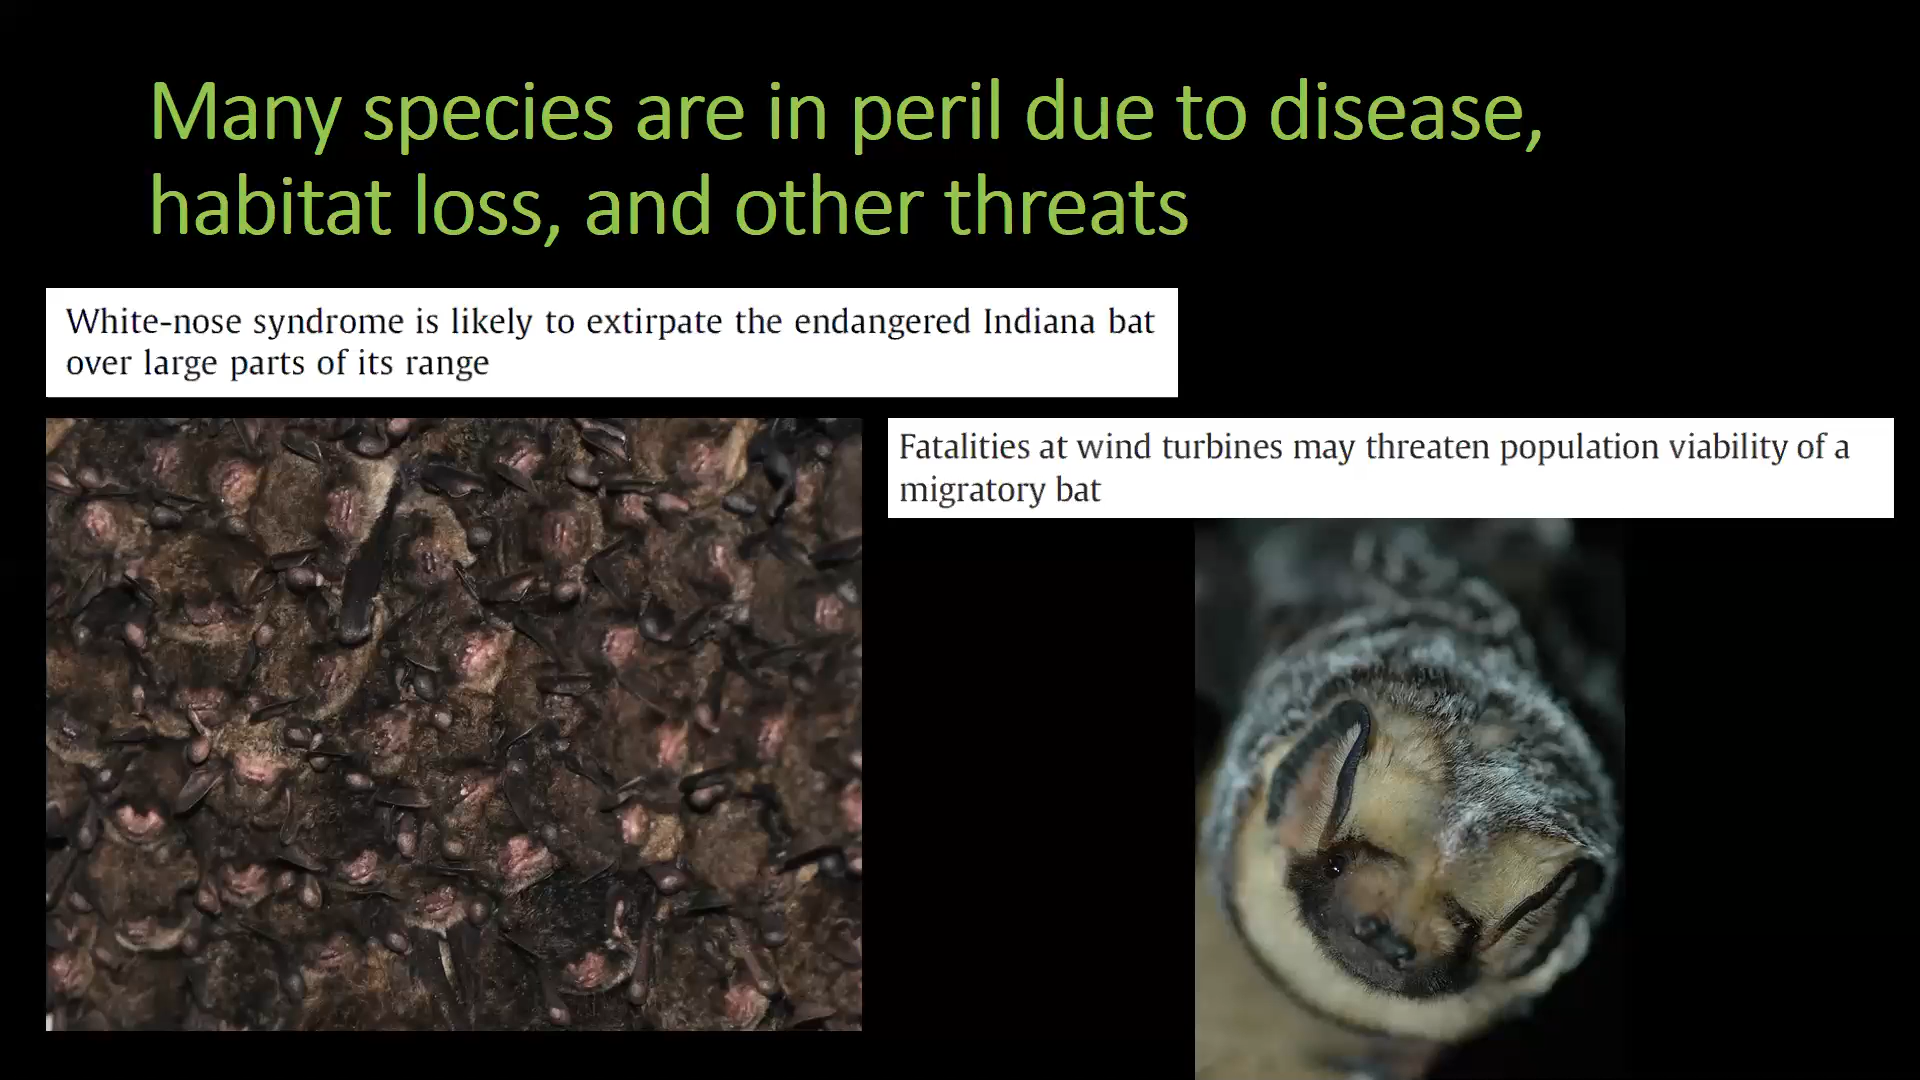 Many species are in peril due to disease,
habitat loss, and other threats
White-nose syndrome is likely to extirpate the endangered Indiana bat
over large parts of its range
Fatalities at wind turbines may threaten population viability of a
migratory bat